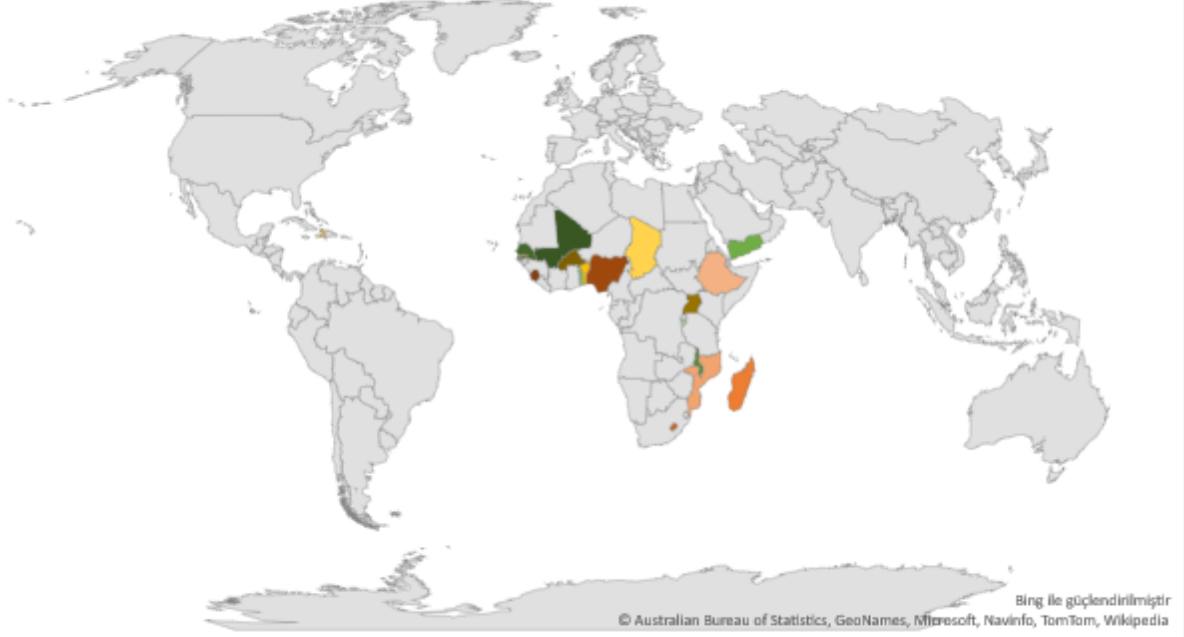 Bing ile güçlendirilmiştir
© Australian Bureau of Statistics, GeoNames, Microsoft, Navinfo, TomTom, Wikipedia